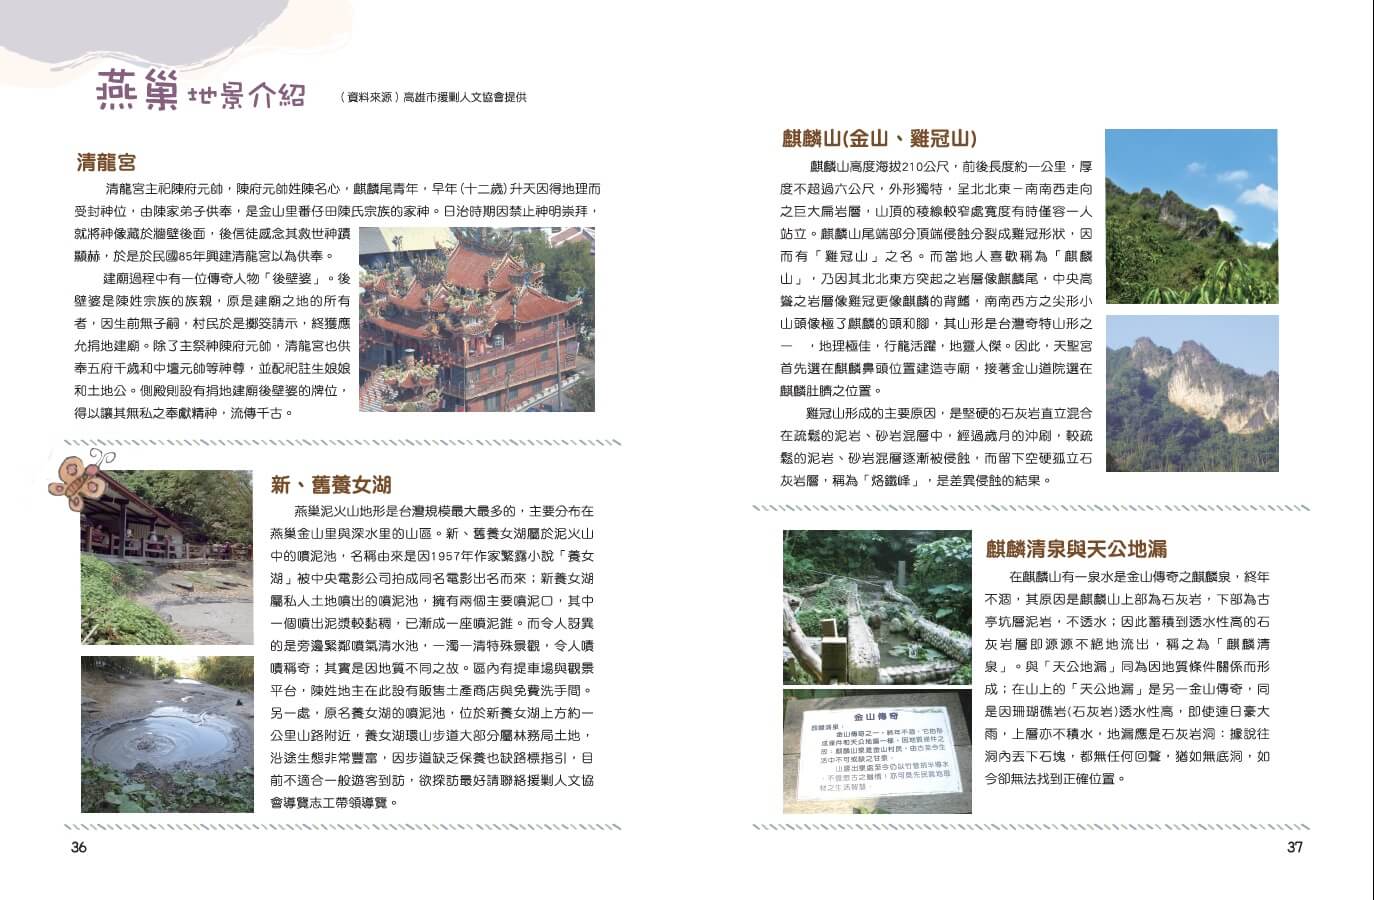 燕巢地景介紹
（資料來源）高雄市援剿人文協會提供
清龍宮
清龍宮主祀陳府元帥，陳府元帥姓陳名心，麒麟尾青年，早年(十二歲)升天因得地理而
受封神位，由陳家弟子供奉，是金山里番仔田陳氏宗族的家神。日治時期因禁止神明崇拜，
就將神像藏於牆壁後面，後信徒感念其救世神蹟
顯赫，於是於民國85年興建清龍宮以為供奉。
建廟過程中有一位傳奇人物「後壁婆」。後
壁婆是陳姓宗族的族親，原是建廟之地的所有
者，因生前無子嗣，村民於是擲筊請示，終獲應
允捐地建廟。除了主祭神陳府元帥，清龍宮也供
奉五府千歲和中壇元帥等神尊，並配祀註生娘娘
和土地公。側殿則設有捐地建廟後壁婆的牌位，
得以讓其無私之奉獻精神，流傳千古。
新、舊養女湖
燕巢泥火山地形是台灣規模最大最多的，主要分布在
燕巢金山里與深水里的山區。新、舊養女湖屬於泥火山
中的噴泥池，名稱由來是因1957年作家繁露小說「養女
湖」被中央電影公司拍成同名電影出名而來；新養女湖
屬私人土地噴出的噴泥池，擁有兩個主要噴泥口，其中
一個噴出泥漿較黏稠，已漸成一座噴泥錐。而令人訝異
的是旁邊緊鄰噴氣清水池，一濁一清特殊景觀，令人嘖
嘖稱奇；其實是因地質不同之故。區內有提車場與觀景
平台，陳姓地主在此設有販售土產商店與免費洗手間。
另一處，原名養女湖的噴泥池，位於新養女湖上方約一
公里山路附近，養女湖環山步道大部分屬林務局土地，
沿途生態非常豐富，因步道缺乏保養也缺路標指引，目
前不適合一般遊客到訪，欲探訪最好請聯絡援剿人文協
會導覽志工帶領導覽。
36
麒麟山(金山、雞冠山)
麒麟山高度海拔210公尺，前後長度約一公里，厚
度不超過六公尺，外形獨特，呈北北東－南南西走向
之巨大扁岩層，山頂的稜線較窄處寬度有時僅容一人
站立。麒麟山尾端部分頂端侵蝕分裂成雞冠形狀，因
而有「雞冠山」之名。而當地人喜歡稱為「麒麟
山」，乃因其北北東方突起之岩層像麒麟尾，中央高
聳之岩層像雞冠更像麒麟的背鰭，南南西方之尖形小
山頭像極了麒麟的頭和腳，其山形是台灣奇特山形之
一　，地理極佳，行龍活躍，地靈人傑。因此，天聖宮
首先選在麒麟鼻頭位置建造寺廟，接著金山道院選在
麒麟肚臍之位置。
雞冠山形成的主要原因，是堅硬的石灰岩直立混合
在疏鬆的泥岩、砂岩混層中，經過歲月的沖刷，較疏
鬆的泥岩、砂岩混層逐漸被侵蝕，而留下空硬孤立石
灰岩層，稱為「烙鐵峰」，是差異侵蝕的結果。
麒麟清泉與天公地漏
在麒麟山有一泉水是金山傳奇之麒麟泉，終年
不涸，其原因是麒麟山上部為石灰岩，下部為古
亭坑層泥岩，不透水；因此蓄積到透水性高的石
灰岩層即源源不絕地流出，稱之為「麒麟清
泉」。與「天公地漏」同為因地質條件關係而形
成；在山上的「天公地漏」是另一金山傳奇，同
是因珊瑚礁岩(石灰岩)透水性高，即使連日豪大
雨，上層亦不積水，地漏應是石灰岩洞：據說往
洞內丟下石塊，都無任何回聲，猶如無底洞，如
今卻無法找到正確位置。
金山傳奇
麒麟清泉：
37